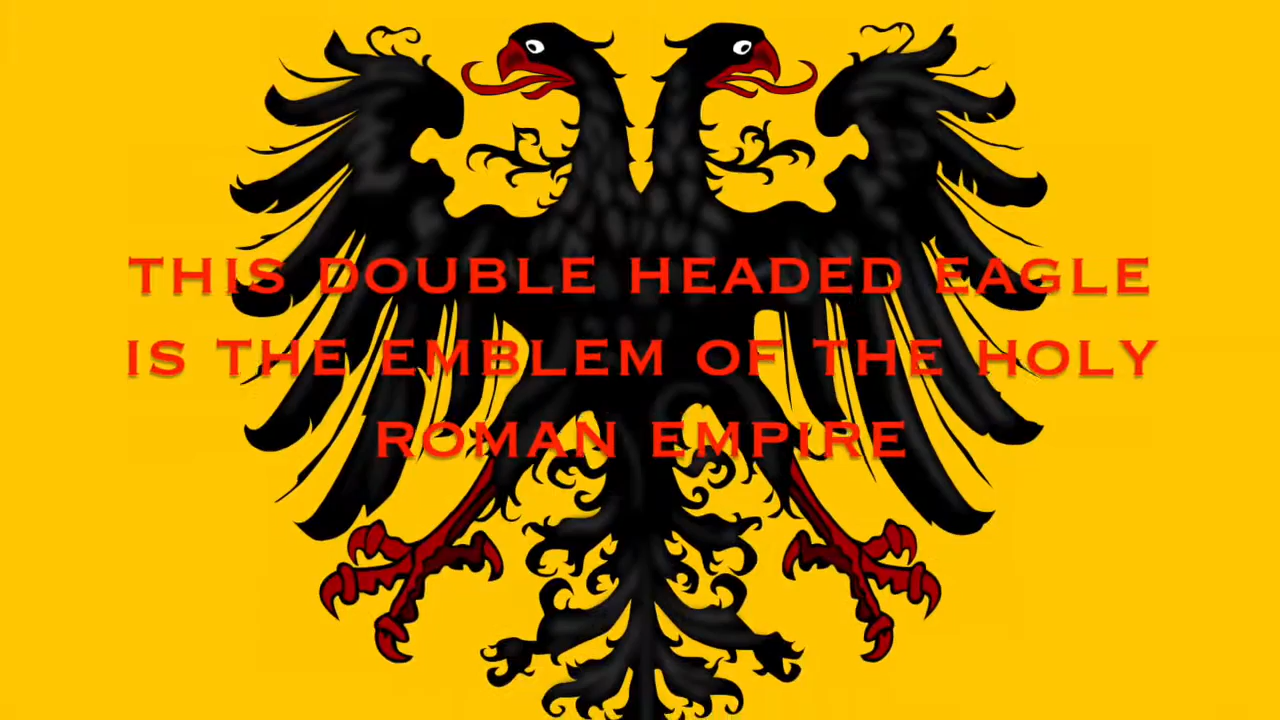 THIS DOUBLE HEADED EAGLE
IS THE EMBLEM OF THE HOLY
ROMAN EMPIRE